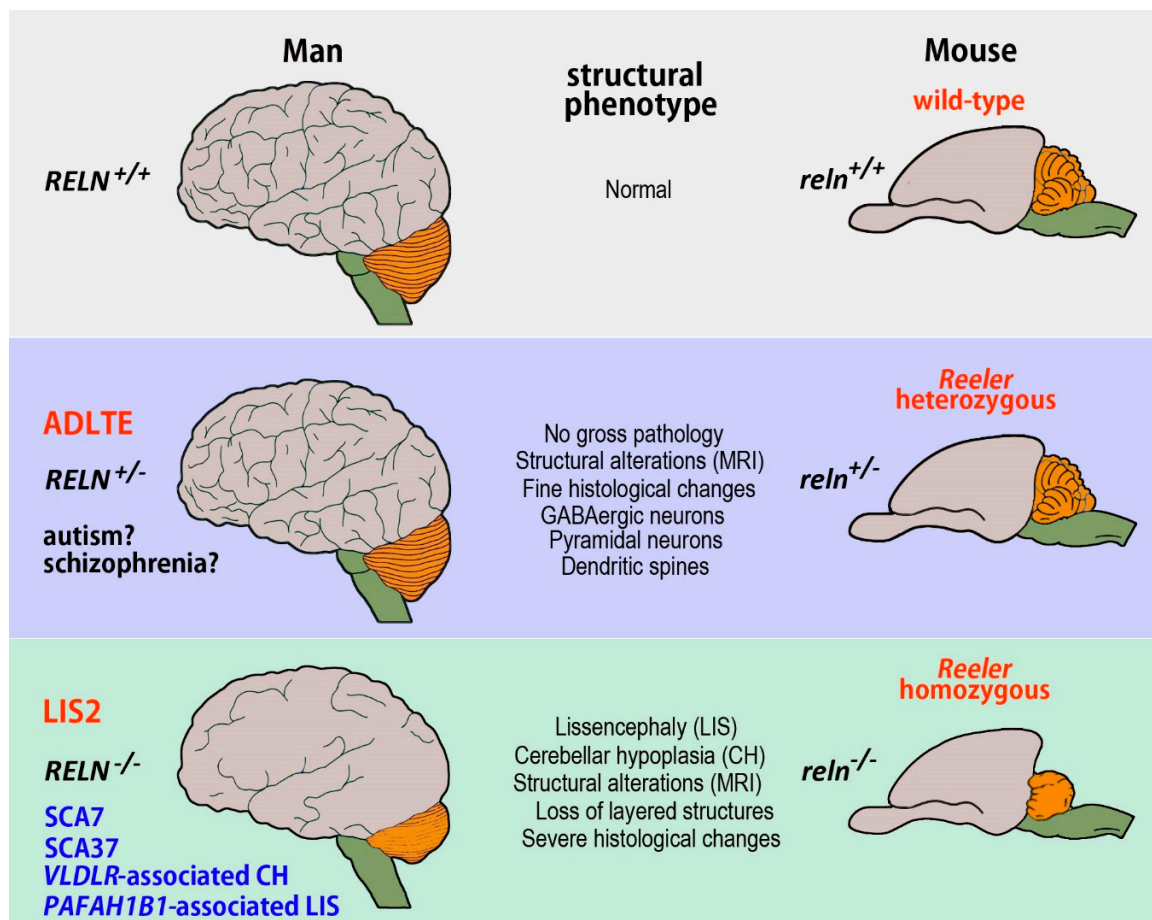 Man
structural
phenotype
Mouse
wild-type
RELN +/+
Normal
reln +/+
ADLTE
RELN +/-
autism?
schizophrenia?
No gross pathology
Structural alterations (MRI)
Fine histological changes
GABAergic neurons
Pyramidal neurons
Dendritic spines
Reeler
heterozygous
reln +/-
LIS2
RELN -/-
SCA7
SCA37
VLDLR-associated CH
PAFAH1B1-associated LIS
Lissencephaly (LIS)
Cerebellar hypoplasia (CH)
Structural alterations (MRI)
Loss of layered structures
Severe histological changes
Reeler
homozygous
reln -/-